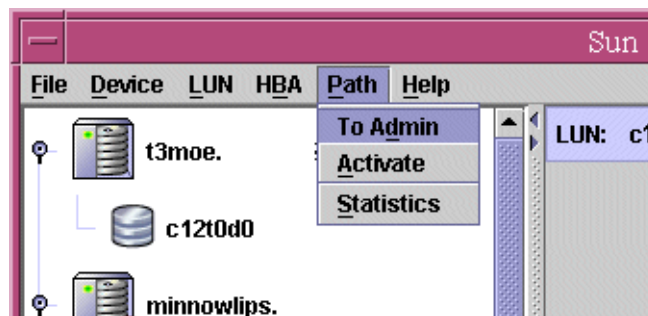 Sun
File Device LUN HBA Path Help
To Admin
LUN:
t3moe.
Activate
Statistics
c12t0d0
minnowlips.